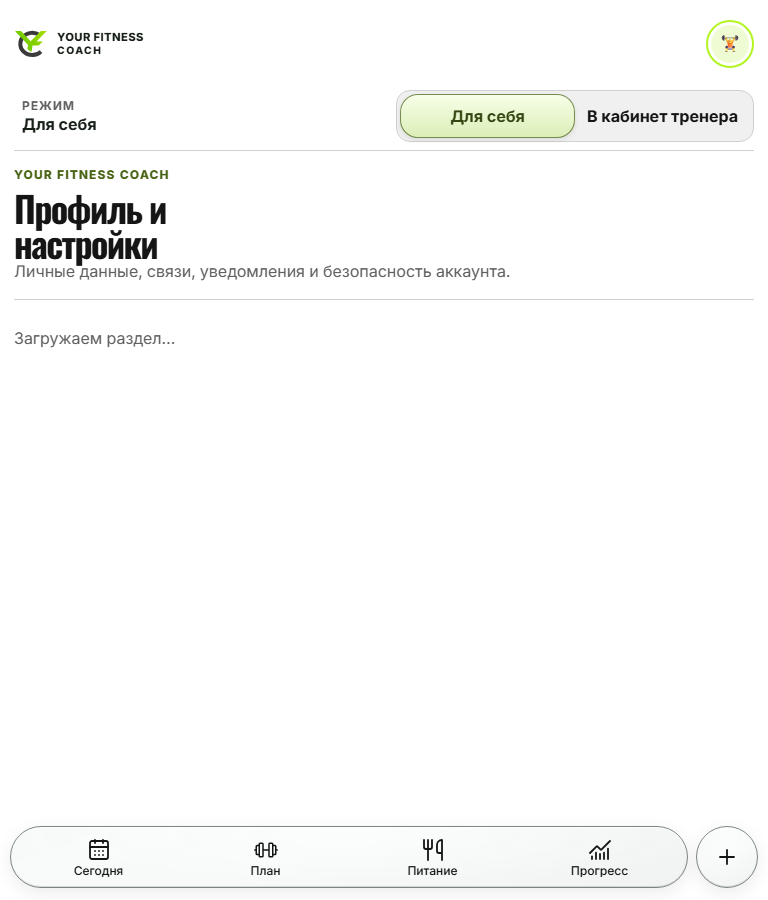 YOUR FITNESS
COACH
РЕЖИМ
Для себя
Для себя
В кабинет тренера
YOUR FITNESS COACH
Профиль и
настройки
Личные данные, связи, уведомления и безопасность аккаунта.
Загружаем раздел...
Сегодня
План
Питание
Прогресс